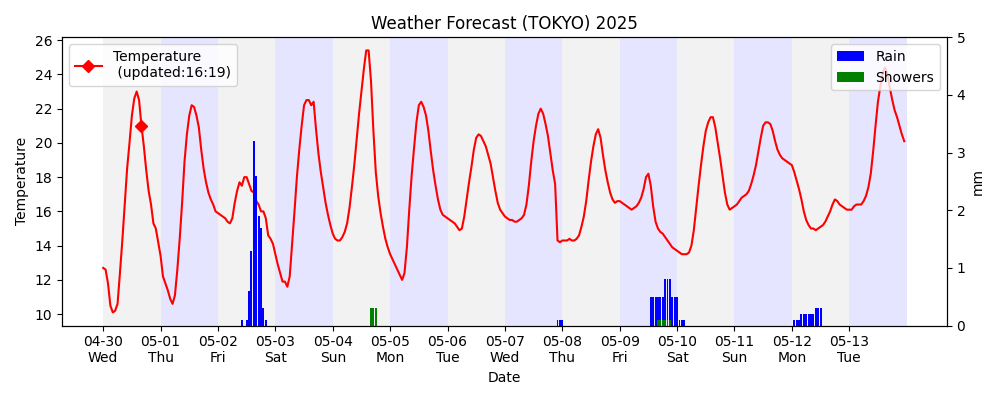 Weather Forecast (TOKYO) 2025
Temperature
(updated:16:19)
Rain
Showers
26
24
22
20
18
16
14
12
10
Temperature
5
4
3
2
1
0
mm
04-30 05-01 05-02 05-03 05-04 05-05 05-06 05-07 05-08 05-09 05-10 05-11 05-12 05-13
Wed Thu Fri Sat Sun Mon Tue Wed Thu Fri Sat Sun Mon Tue
Date